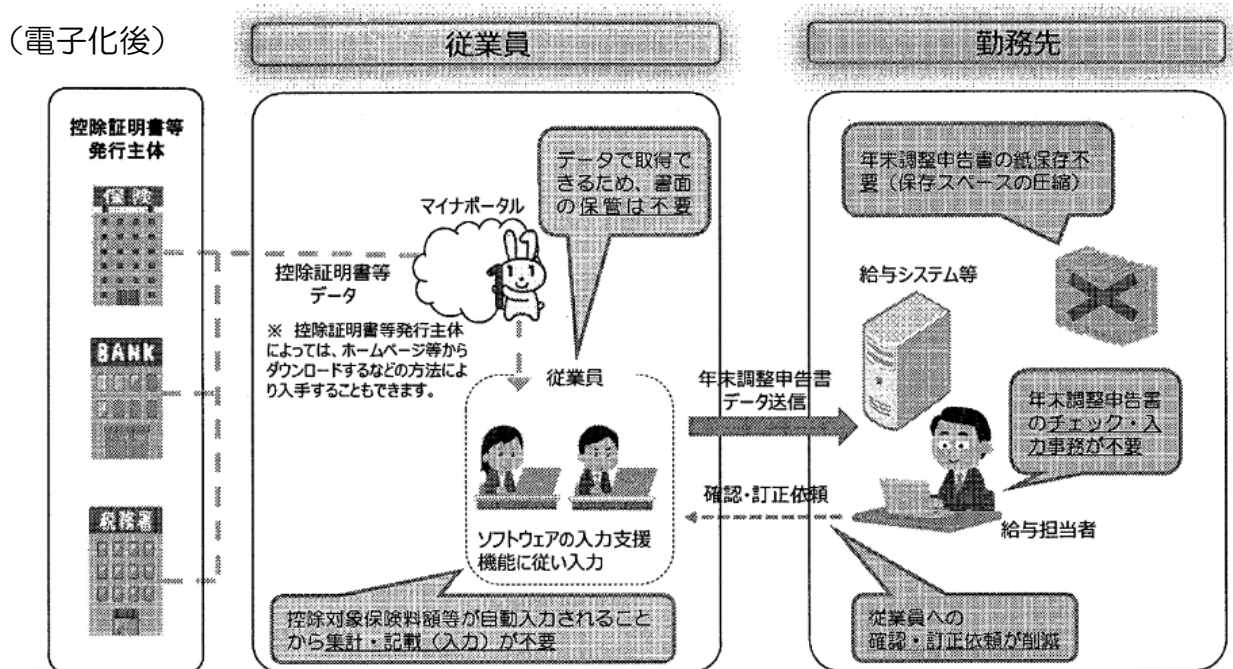 （電子化後）
従業員
勤務先
控除証明書等
発行主体
保険
BANK
税務署
マイナポータル
控除証明書等
データ
※ 控除証明書等発行主体
によっては、ホームページ等から
ダウンロードするなどの方法によ
り入手することもできます。
データで取得で
きるため、書面
の保管は不要
従業員
ソフトウェアの入力支援
機能に従い入力
控除対象保険料額等が自動入力されること
から集計・記載（入力）が不要
年末調整申告書
データ送信
確認・訂正依頼
年末調整申告書の紙保存不
要（保存スペースの圧縮）
給与システム等
年末調整申告書
のチェック・入
力事務が不要
給与担当者
従業員への
確認・訂正依頼が削減